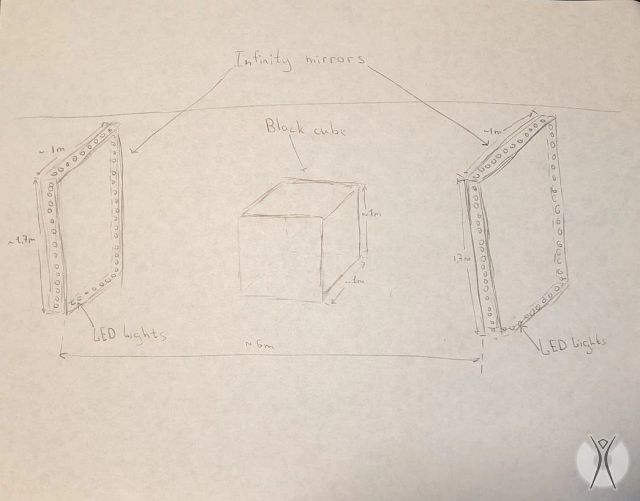 Infinity mirrors
Black cube
~1m
~1m
~1m
~1,7m
1,7m
~1m
LED lights
LED lights
~6m